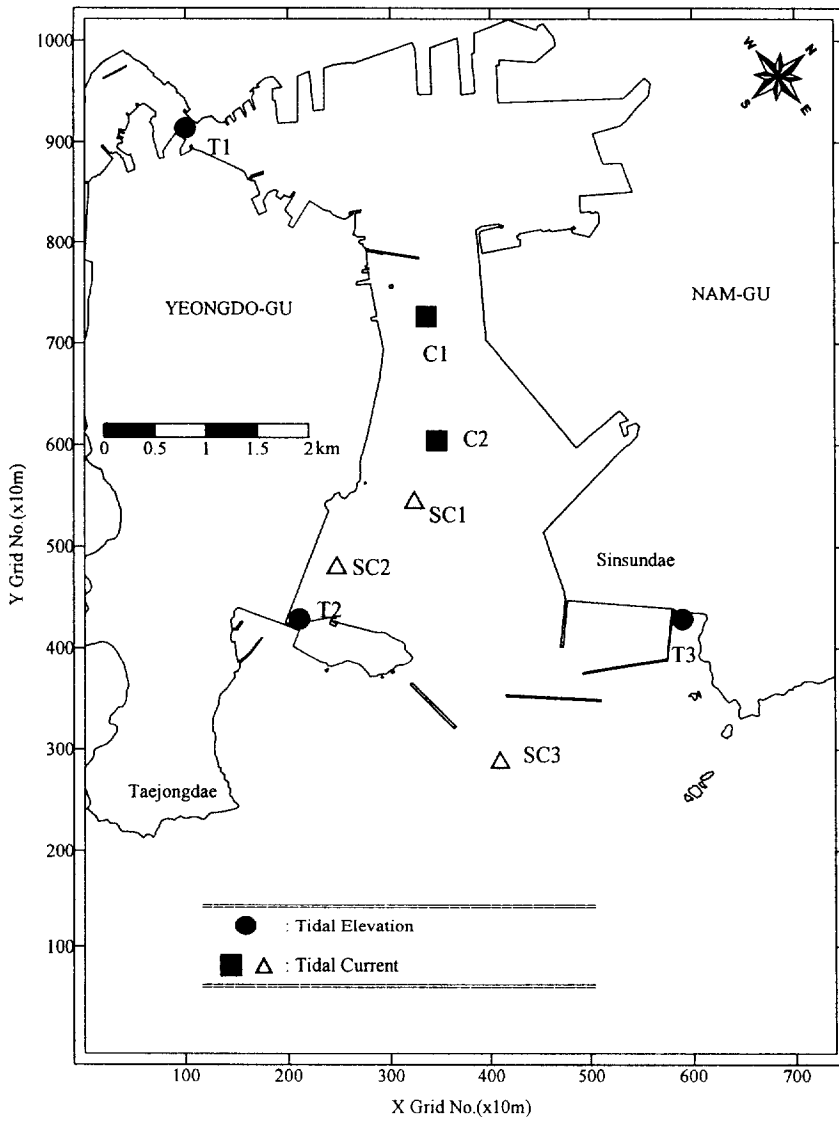 1000
900
800
700
600
500
400
300
200
100
Y Grid No.(x10m)
W
N
S
E
T1
YEONGDO-GU
NAM-GU
C1
0 0.5 1 1.5 2 km
C2
SC1
SC2
Sinsundae
T2
T3
SC3
Taejongdae
: Tidal Elevation
: Tidal Current
100 200 300 400 500 600 700
X Grid No.(x10m)